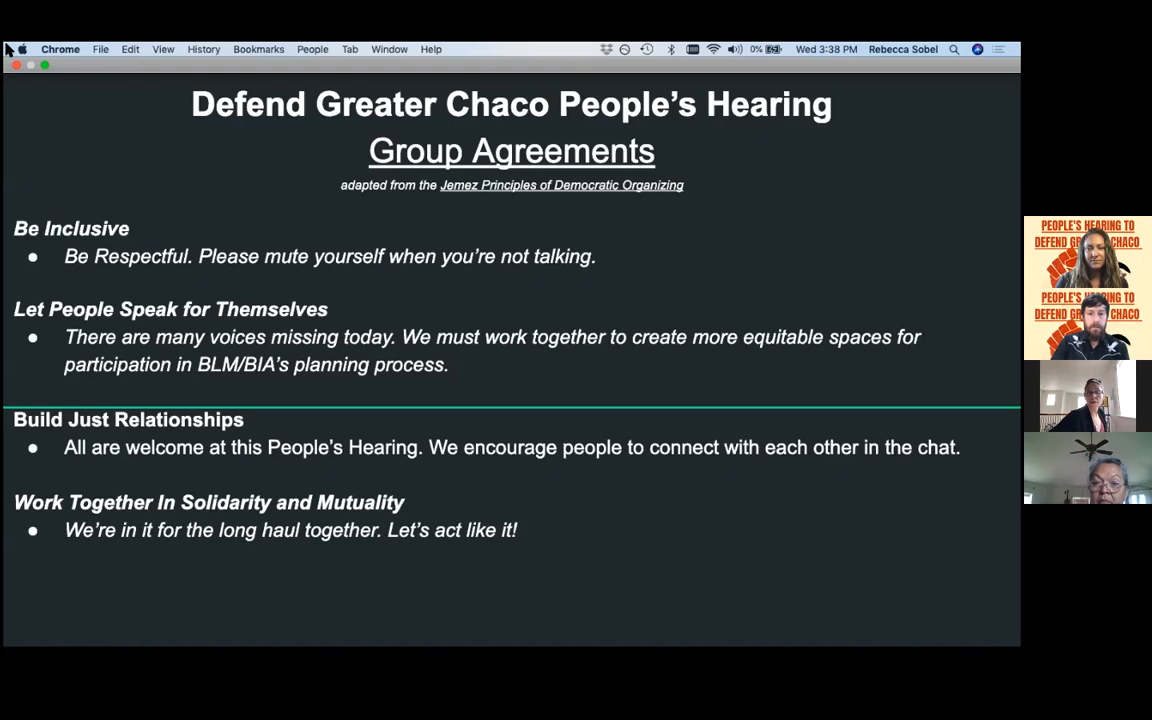 Chrome File Edit View History Bookmarks People Tab Window Help 0% Wed 3:38 PM Rebecca Sobel
Defend Greater Chaco People’s Hearing
Group Agreements
adapted from the Jemez Principles of Democratic Organizing
Be Inclusive
● Be Respectful. Please mute yourself when you’re not talking.
Let People Speak for Themselves
● There are many voices missing today. We must work together to create more equitable spaces for
participation in BLM/BIA’s planning process.
Build Just Relationships
● All are welcome at this People’s Hearing. We encourage people to connect with each other in the chat.
Work Together In Solidarity and Mutuality
● We’re in it for the long haul together. Let’s act like it!
PEOPLE'S HEARING TO
DEFEND CHACO
PEOPLE'S TO
DEFEND CHACO